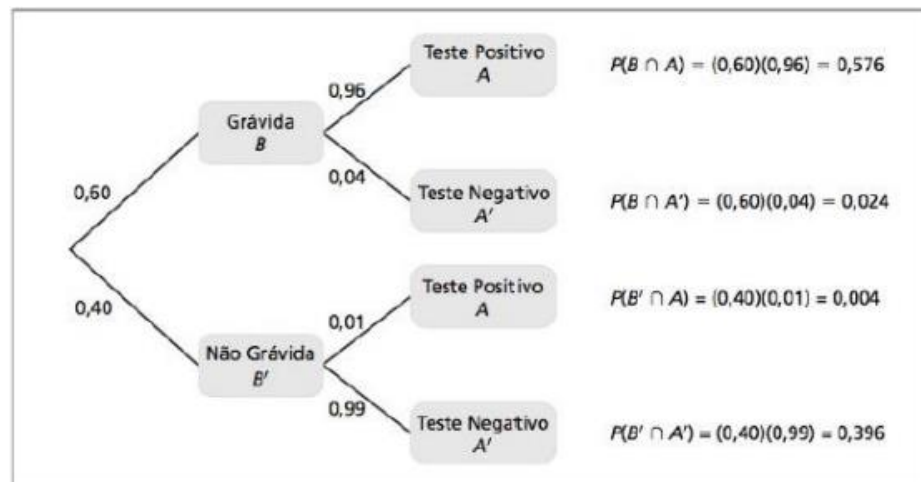 Teste Positivo
A
P(B ∩ A) = (0,60)(0,96) = 0,576
0,96
Grávida
B
0,04
0,60
Teste Negativo
A'
P(B ∩ A') = (0,60)(0,04) = 0,024
0,40
Teste Positivo
A
P(B' ∩ A) = (0,40)(0,01) = 0,004
0,01
Não Grávida
B'
0,99
Teste Negativo
A'
P(B' ∩ A') = (0,40)(0,99) = 0,396